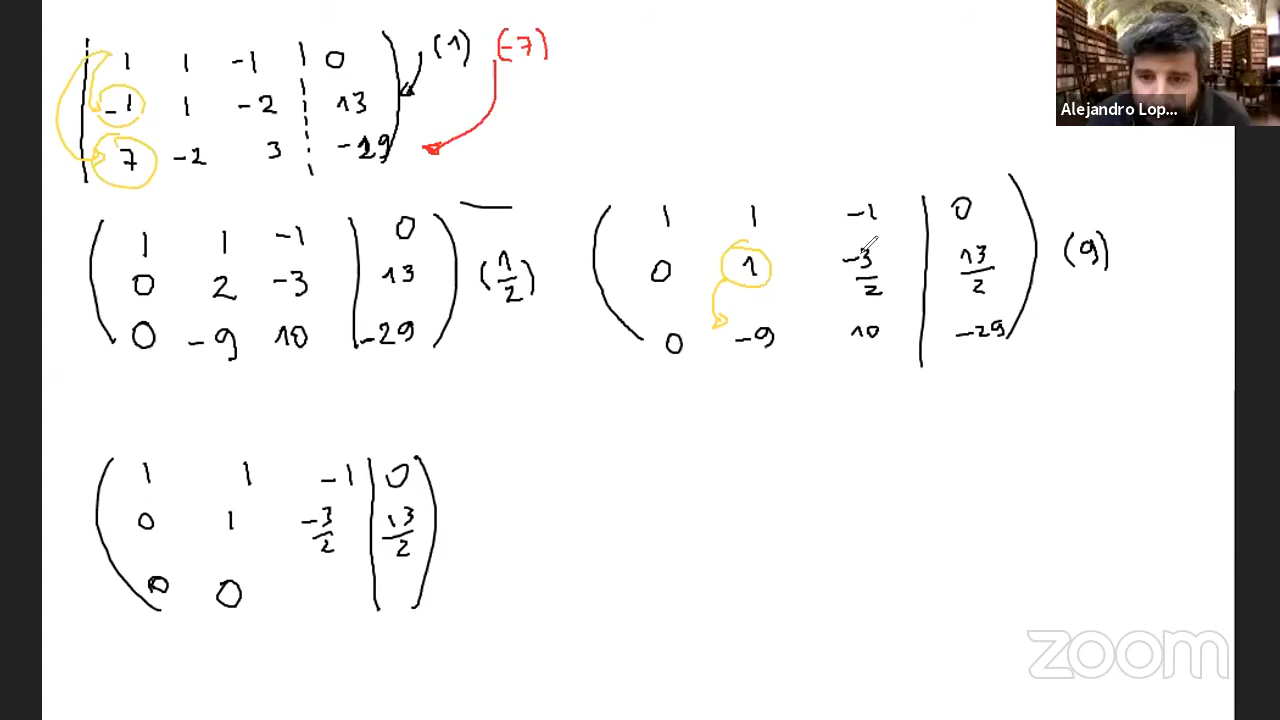 1 1 -1 0 (1) (-7)
-1 1 -2 13
7 -2 3 -29
1 1 -1 0
0 2 -3 13 (1/2)
0 -9 10 -29
1 1 -1 0
0 1 -3/2 13/2 (9)
0 -9 10 -29
1 1 -1 0
0 1 -3/2 13/2
0 0
Alejandro Lop...
zoom